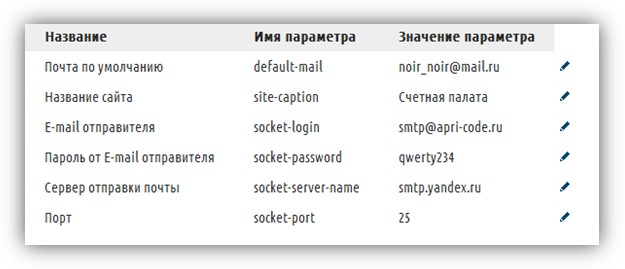 Название Имя параметра Значение параметра
Почта по умолчанию default-mail noir_noir@mail.ru
Название сайта site-caption Счетная палата
E-mail отправителя socket-login smtp@apri-code.ru
Пароль от E-mail отправителя socket-password qwerty234
Сервер отправки почты socket-server-name smtp.yandex.ru
Порт socket-port 25